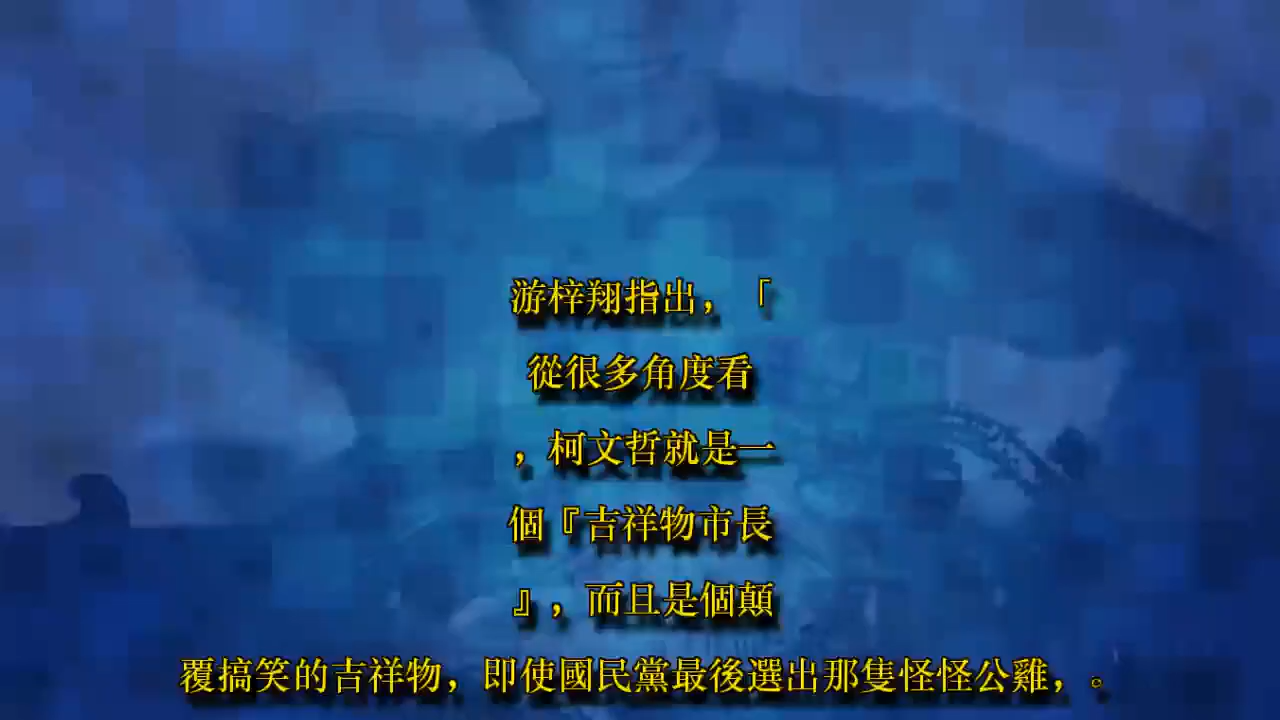 游梓翔指出，「
從很多角度看
，柯文哲就是一
個『吉祥物市長
』，而且是個顛
覆搞笑的吉祥物，即使國民黨最後選出那隻怪怪公雞，。